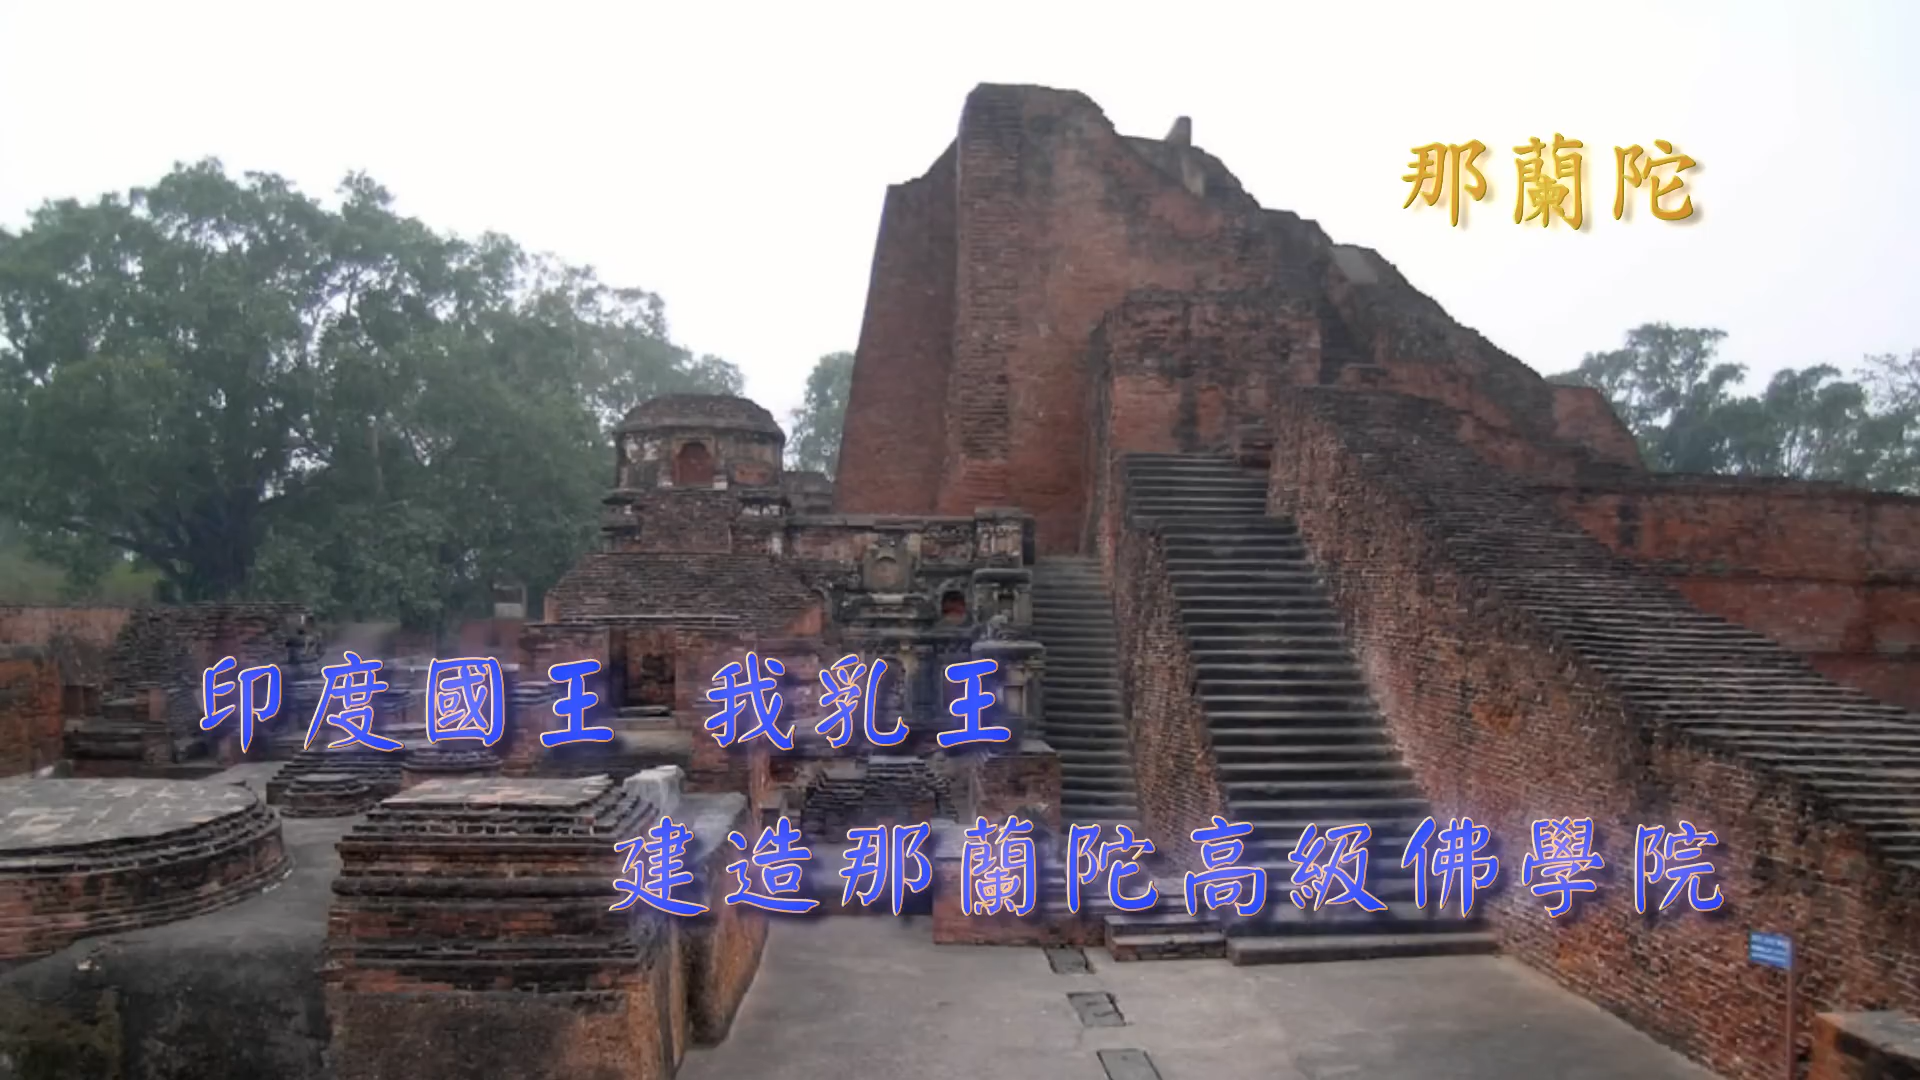 那蘭陀
印度國王 我乳王
建造那蘭陀高級佛學院